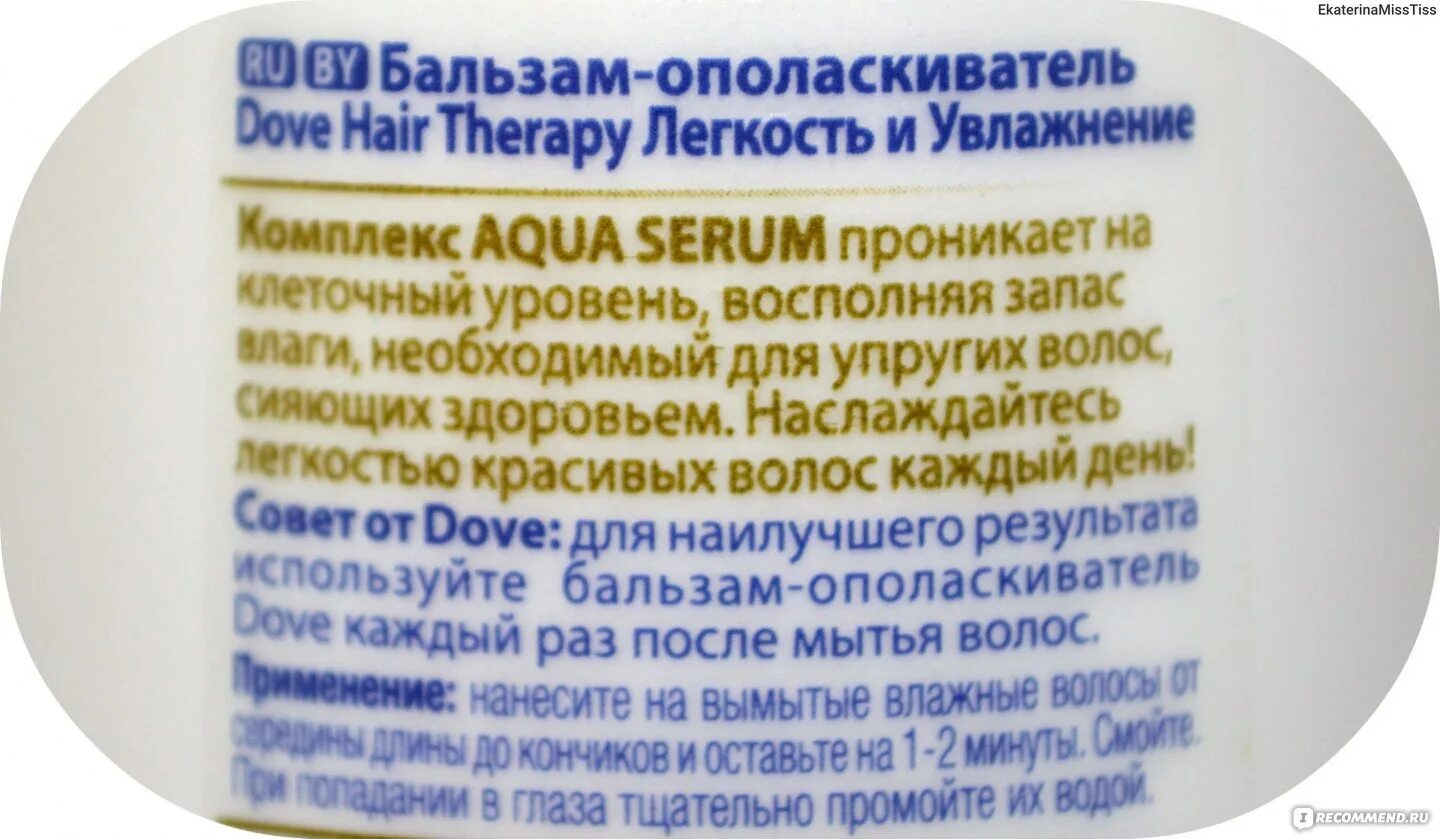 EkaterinaMissTiss
RU BY Бальзам-ополаскиватель
Dove Hair Therapy Легкость и Увлажнение
Комплекс AQUA SERUM проникает на
клеточный уровень, восполняя запас
влаги, необходимый для упругих волос,
сияющих здоровьем. Наслаждайтесь
легкостью красивых волос каждый день!
Совет от Dove: для наилучшего результата
используйте бальзам-ополаскиватель
Dove каждый раз после мытья волос.
Применение: нанесите на вымытые влажные волосы от
середины длины до кончиков и оставьте на 1-2 минуты. Смойте.
При попадании в глаза тщательно промойте их водой.
I RECOMMEND.RU